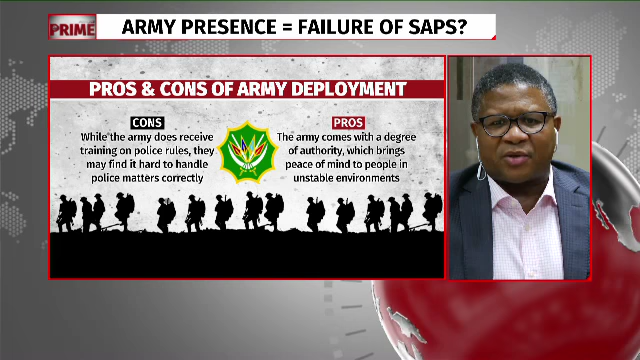 PRIME
ARMY PRESENCE = FAILURE OF SAPS?
PROS & CONS OF ARMY DEPLOYMENT
CONS
While the army does receive
training on police rules, they
may find it hard to handle
police matters correctly
PROS
The army comes with a degree
of authority, which brings
peace of mind to people in
unstable environments